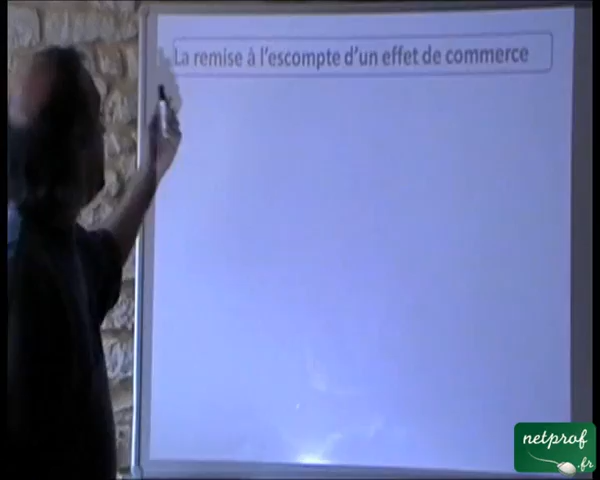 La remise à l'escompte d'un effet de commerce
netprof
.fr